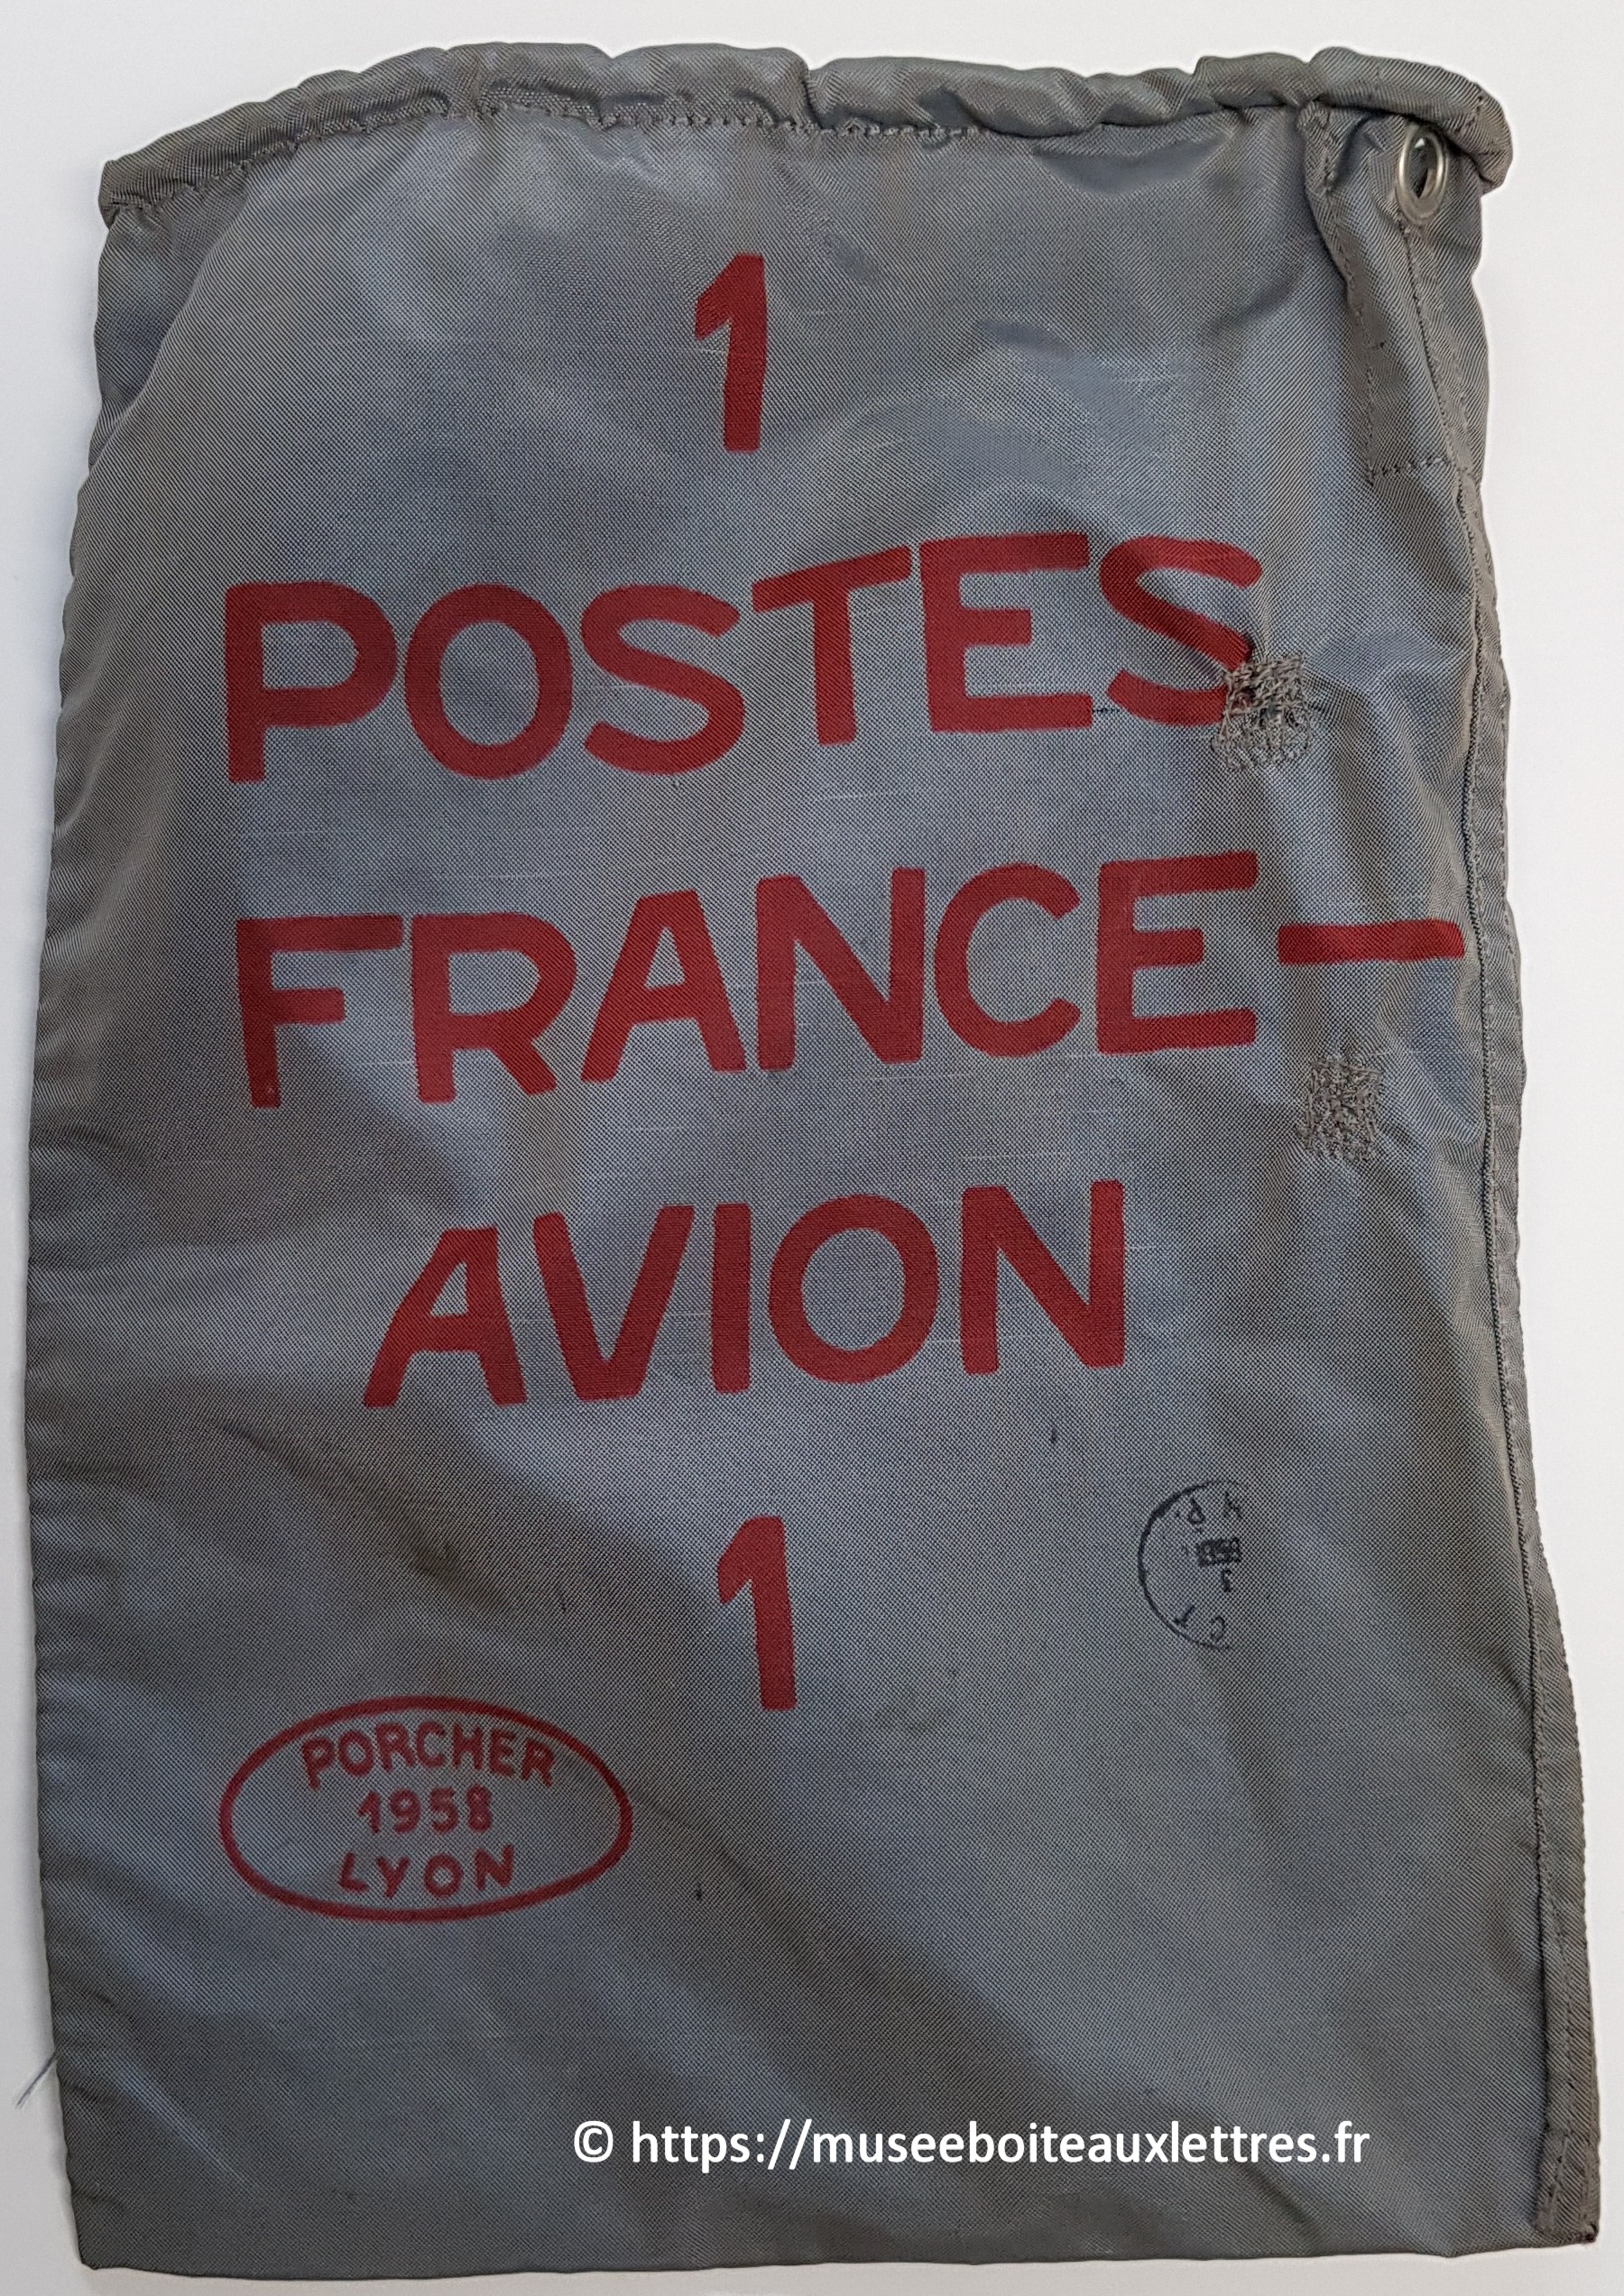 1
POSTES
FRANCE—
AVION
1
PORCHER
1958
LYON
© https://museeboiteauxlettres.fr